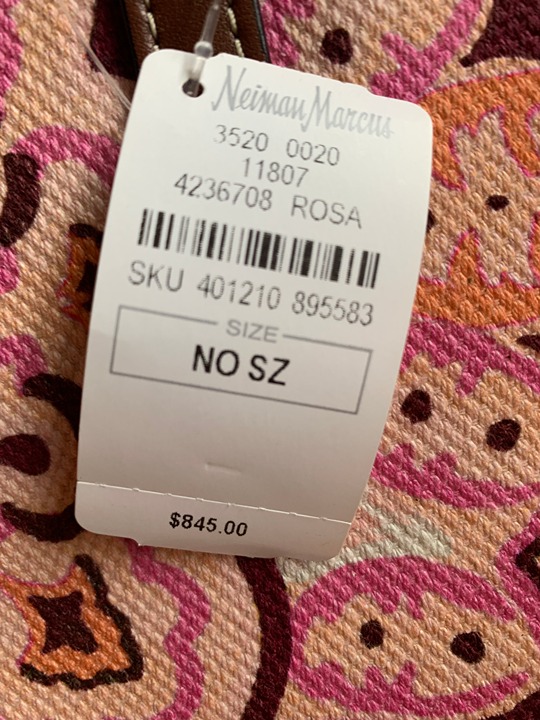 Neiman Marcus
3520 0020
11807
4236708 ROSA
SKU 401210 895583
SIZE
NO SZ
$845.00